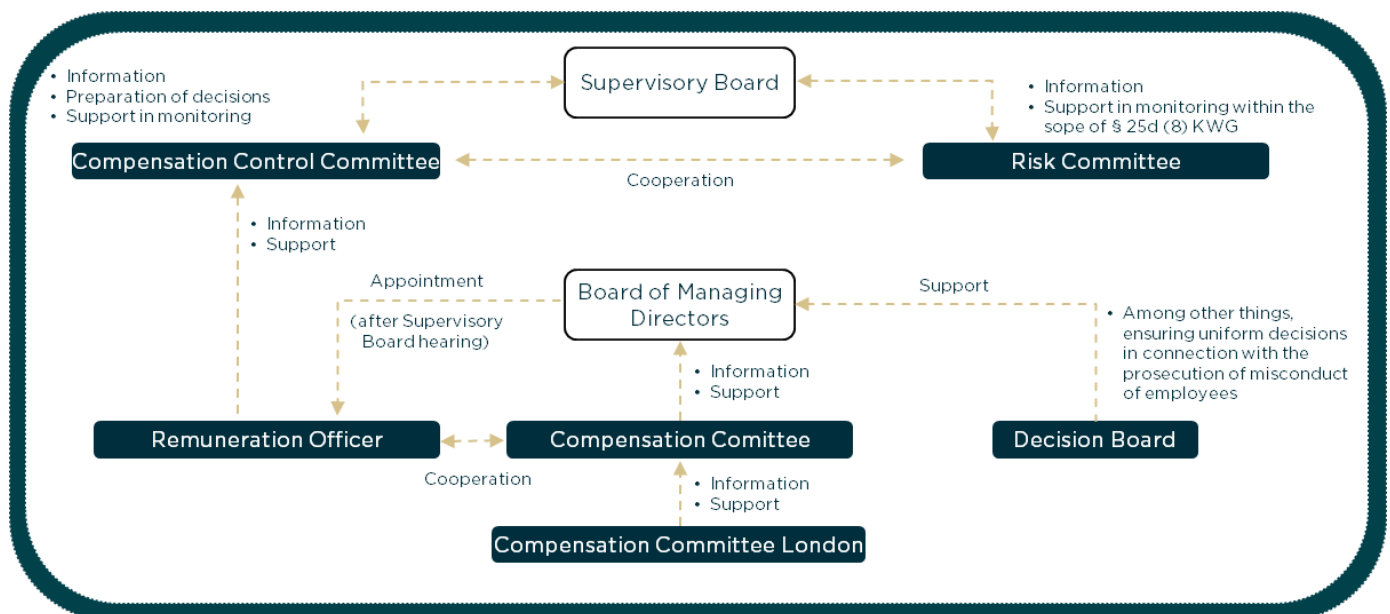 Supervisory Board
• Information
• Preparation of decisions
• Support in monitoring
• Information
• Support in monitoring within the
sope of § 25d (8) KWG
Compensation Control Committee
Risk Committee
Cooperation
• Information
• Support
Appointment
(after Supervisory
Board hearing)
Board of Managing
Directors
Support
• Among other things,
ensuring uniform decisions
in connection with the
prosecution of misconduct
of employees
• Information
• Support
Remuneration Officer
Compensation Comittee
Decision Board
Cooperation
• Information
• Support
Compensation Committee London